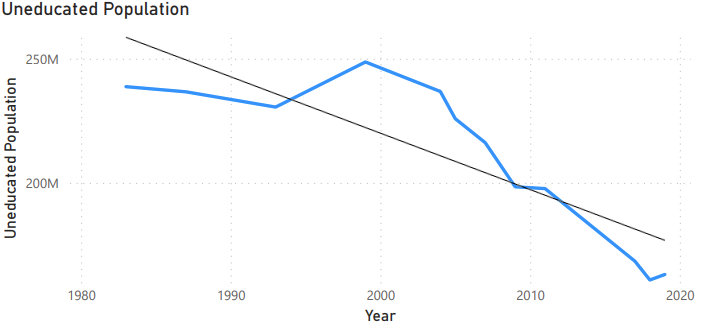 Uneducated Population
Uneducated Population
250M
200M
1980 1990 2000 2010 2020
Year